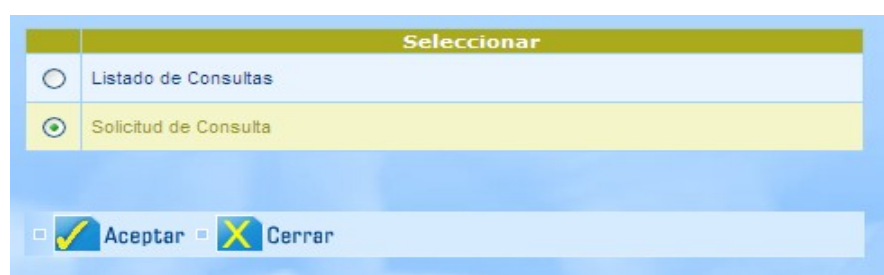 Seleccionar
Listado de Consultas
Solicitud de Consulta
Aceptar Cerrar